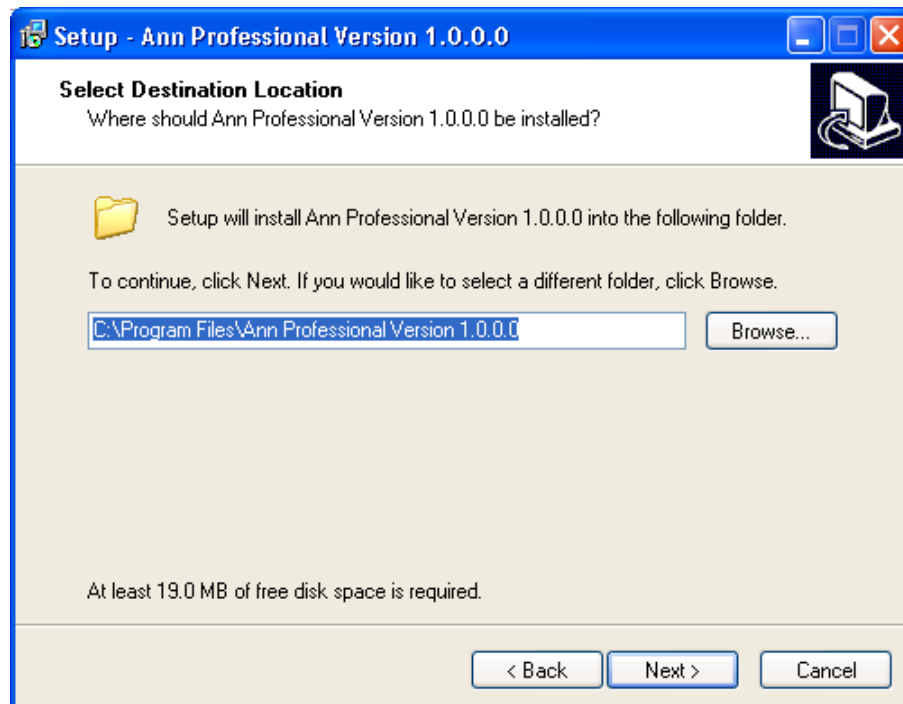 Setup - Ann Professional Version 1.0.0.0
Select Destination Location
Where should Ann Professional Version 1.0.0.0 be installed?
Setup will install Ann Professional Version 1.0.0.0 into the following folder.
To continue, click Next. If you would like to select a different folder, click Browse.
C:\Program Files\Ann Professional Version 1.0.0.0 Browse...
At least 19.0 MB of free disk space is required.
< Back Next > Cancel